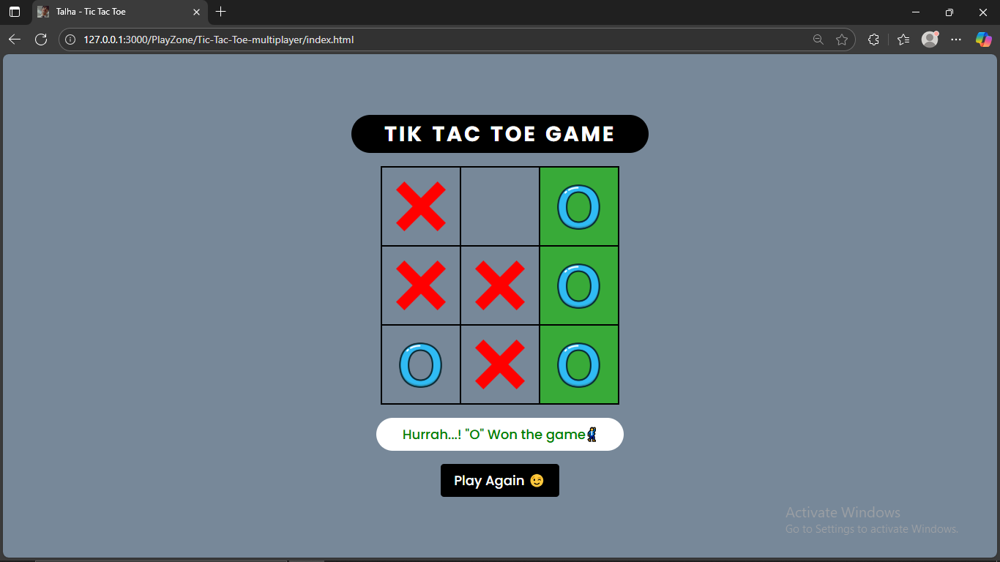 Talha - Tic Tac Toe
127.0.0.1:3000/PlayZone/Tic-Tac-Toe-multiplayer/index.html
TIK TAC TOE GAME
O
O
O O
Hurrah...! "O" Won the game🕺
Play Again 😉
Activate Windows
Go to Settings to activate Windows.